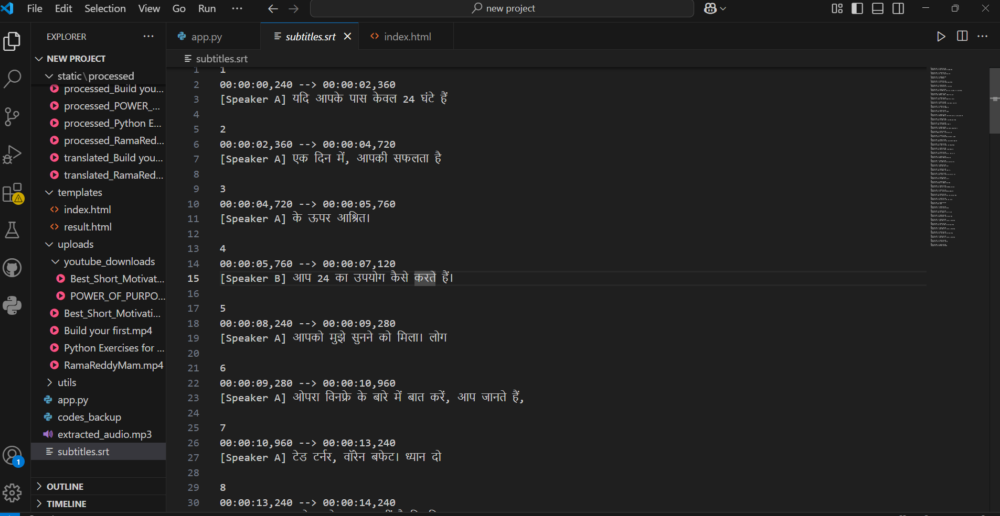 File Edit Selection View Go Run ··· new project
EXPLORER ···
app.py subtitles.srt index.html
NEW PROJECT
subtitles.srt
static\processed
processed_Build you...
processed_POWER_...
processed_Python E...
processed_RamaRed...
translated_Build you...
translated_RamaRed...
templates
index.html
result.html
uploads
youtube_downloads
Best_Short_Motivat...
POWER_OF_PURPO...
Best_Short_Motivati...
Build your first.mp4
Python Exercises for ...
RamaReddyMam.mp4
utils
app.py
codes_backup
extracted_audio.mp3
subtitles.srt
OUTLINE
TIMELINE
1
1 1
2 00:00:00,240 --> 00:00:02,360
3 [Speaker A] यदि आपके पास केवल 24 घंटे हैं
4
5 2
6 00:00:02,360 --> 00:00:04,720
7 [Speaker A] एक दिन में, आपकी सफलता है
8
9 3
10 00:00:04,720 --> 00:00:05,760
11 [Speaker A] के ऊपर आश्रित।
12
13 4
14 00:00:05,760 --> 00:00:07,120
15 [Speaker B] आप 24 का उपयोग कैसे करते हैं।
16
17 5
18 00:00:08,240 --> 00:00:09,280
19 [Speaker A] आपको मुझे सुनने को मिला। लोग
20
21 6
22 00:00:09,280 --> 00:00:10,960
23 [Speaker A] ओपरा विनफ्रे के बारे में बात करें, आप जानते हैं,
24
25 7
26 00:00:10,960 --> 00:00:13,240
27 [Speaker A] टेड टर्नर, वॉरेन बफेट। ध्यान दो
28
29 8
30 00:00:13,240 --> 00:00:14,240